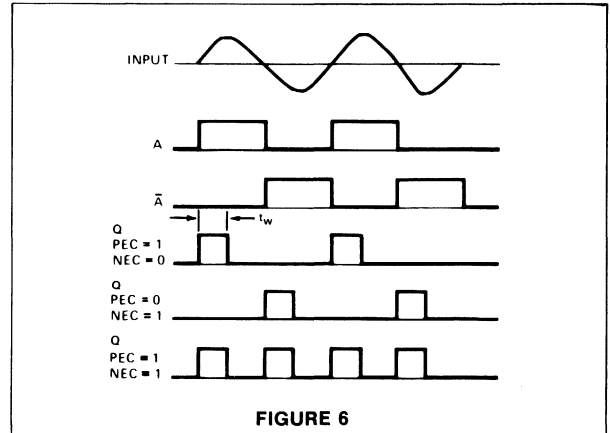 INPUT
A
Ā
t_w
Q
PEC = 1
NEC = 0
Q
PEC = 0
NEC = 1
Q
PEC = 1
NEC = 1
FIGURE 6